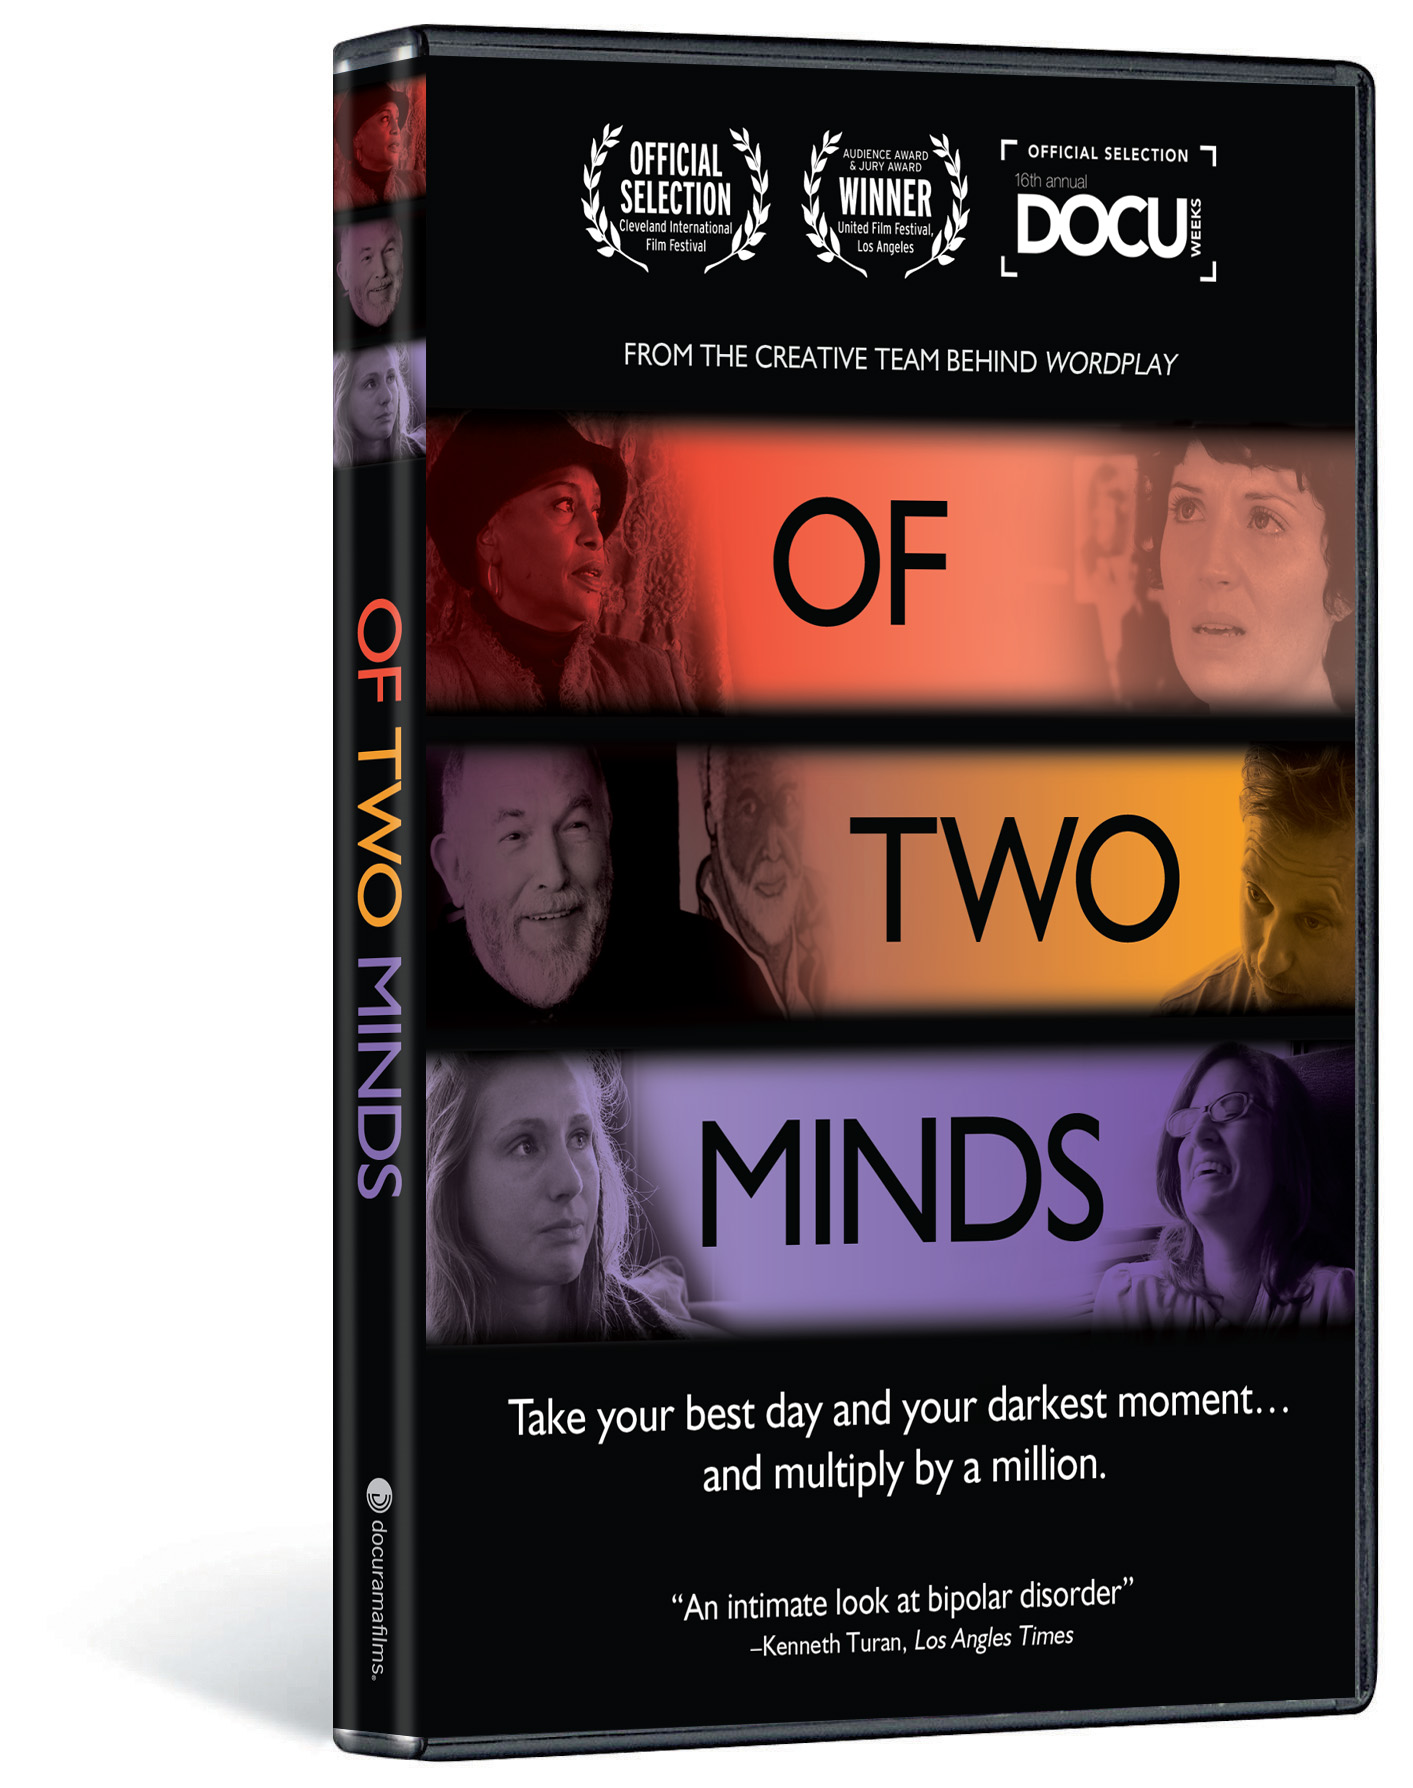 OFFICIAL
SELECTION
Cleveland International
Film Festival
AUDIENCE AWARD
& JURY AWARD
WINNER
United Film Festival,
Los Angeles
OFFICIAL SELECTION
16th annual
DOCU
WEEKS
FROM THE CREATIVE TEAM BEHIND WORDPLAY
OF
TWO
MINDS
Take your best day and your darkest moment...
and multiply by a million.
“An intimate look at bipolar disorder”
–Kenneth Turan, Los Angles Times
OF TWO MINDS
docuramafilms®